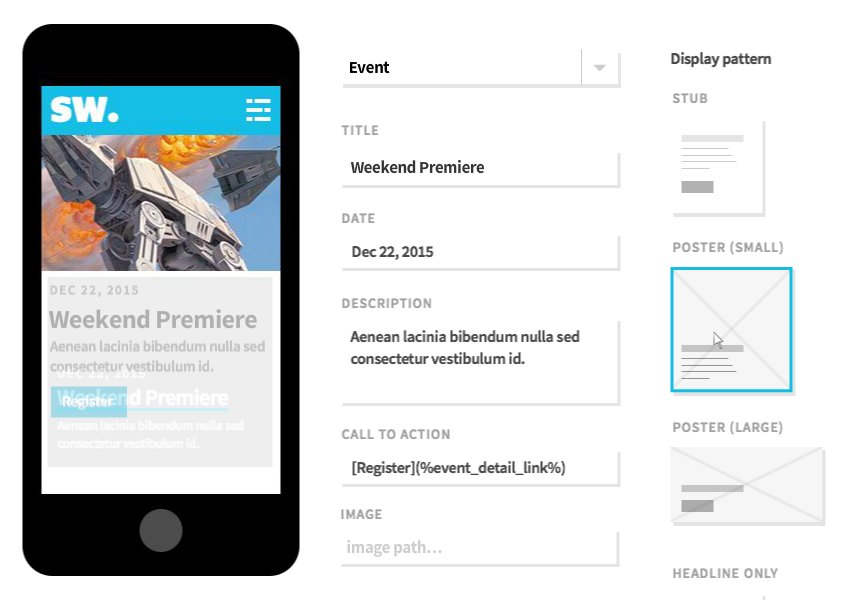 SW.
DEC 22, 2015
Weekend Premiere
Aenean lacinia bibendum nulla sed
consectetur vestibulum id.
DEC 22, 2015
Weekend Premiere
Register
Aenean lacinia bibendum nulla sed
consectetur vestibulum id.
Event
TITLE
Weekend Premiere
DATE
Dec 22, 2015
DESCRIPTION
Aenean lacinia bibendum nulla sed
consectetur vestibulum id.
CALL TO ACTION
[Register](%event_detail_link%)
IMAGE
image path...
Display pattern
STUB
POSTER (SMALL)
POSTER (LARGE)
HEADLINE ONLY